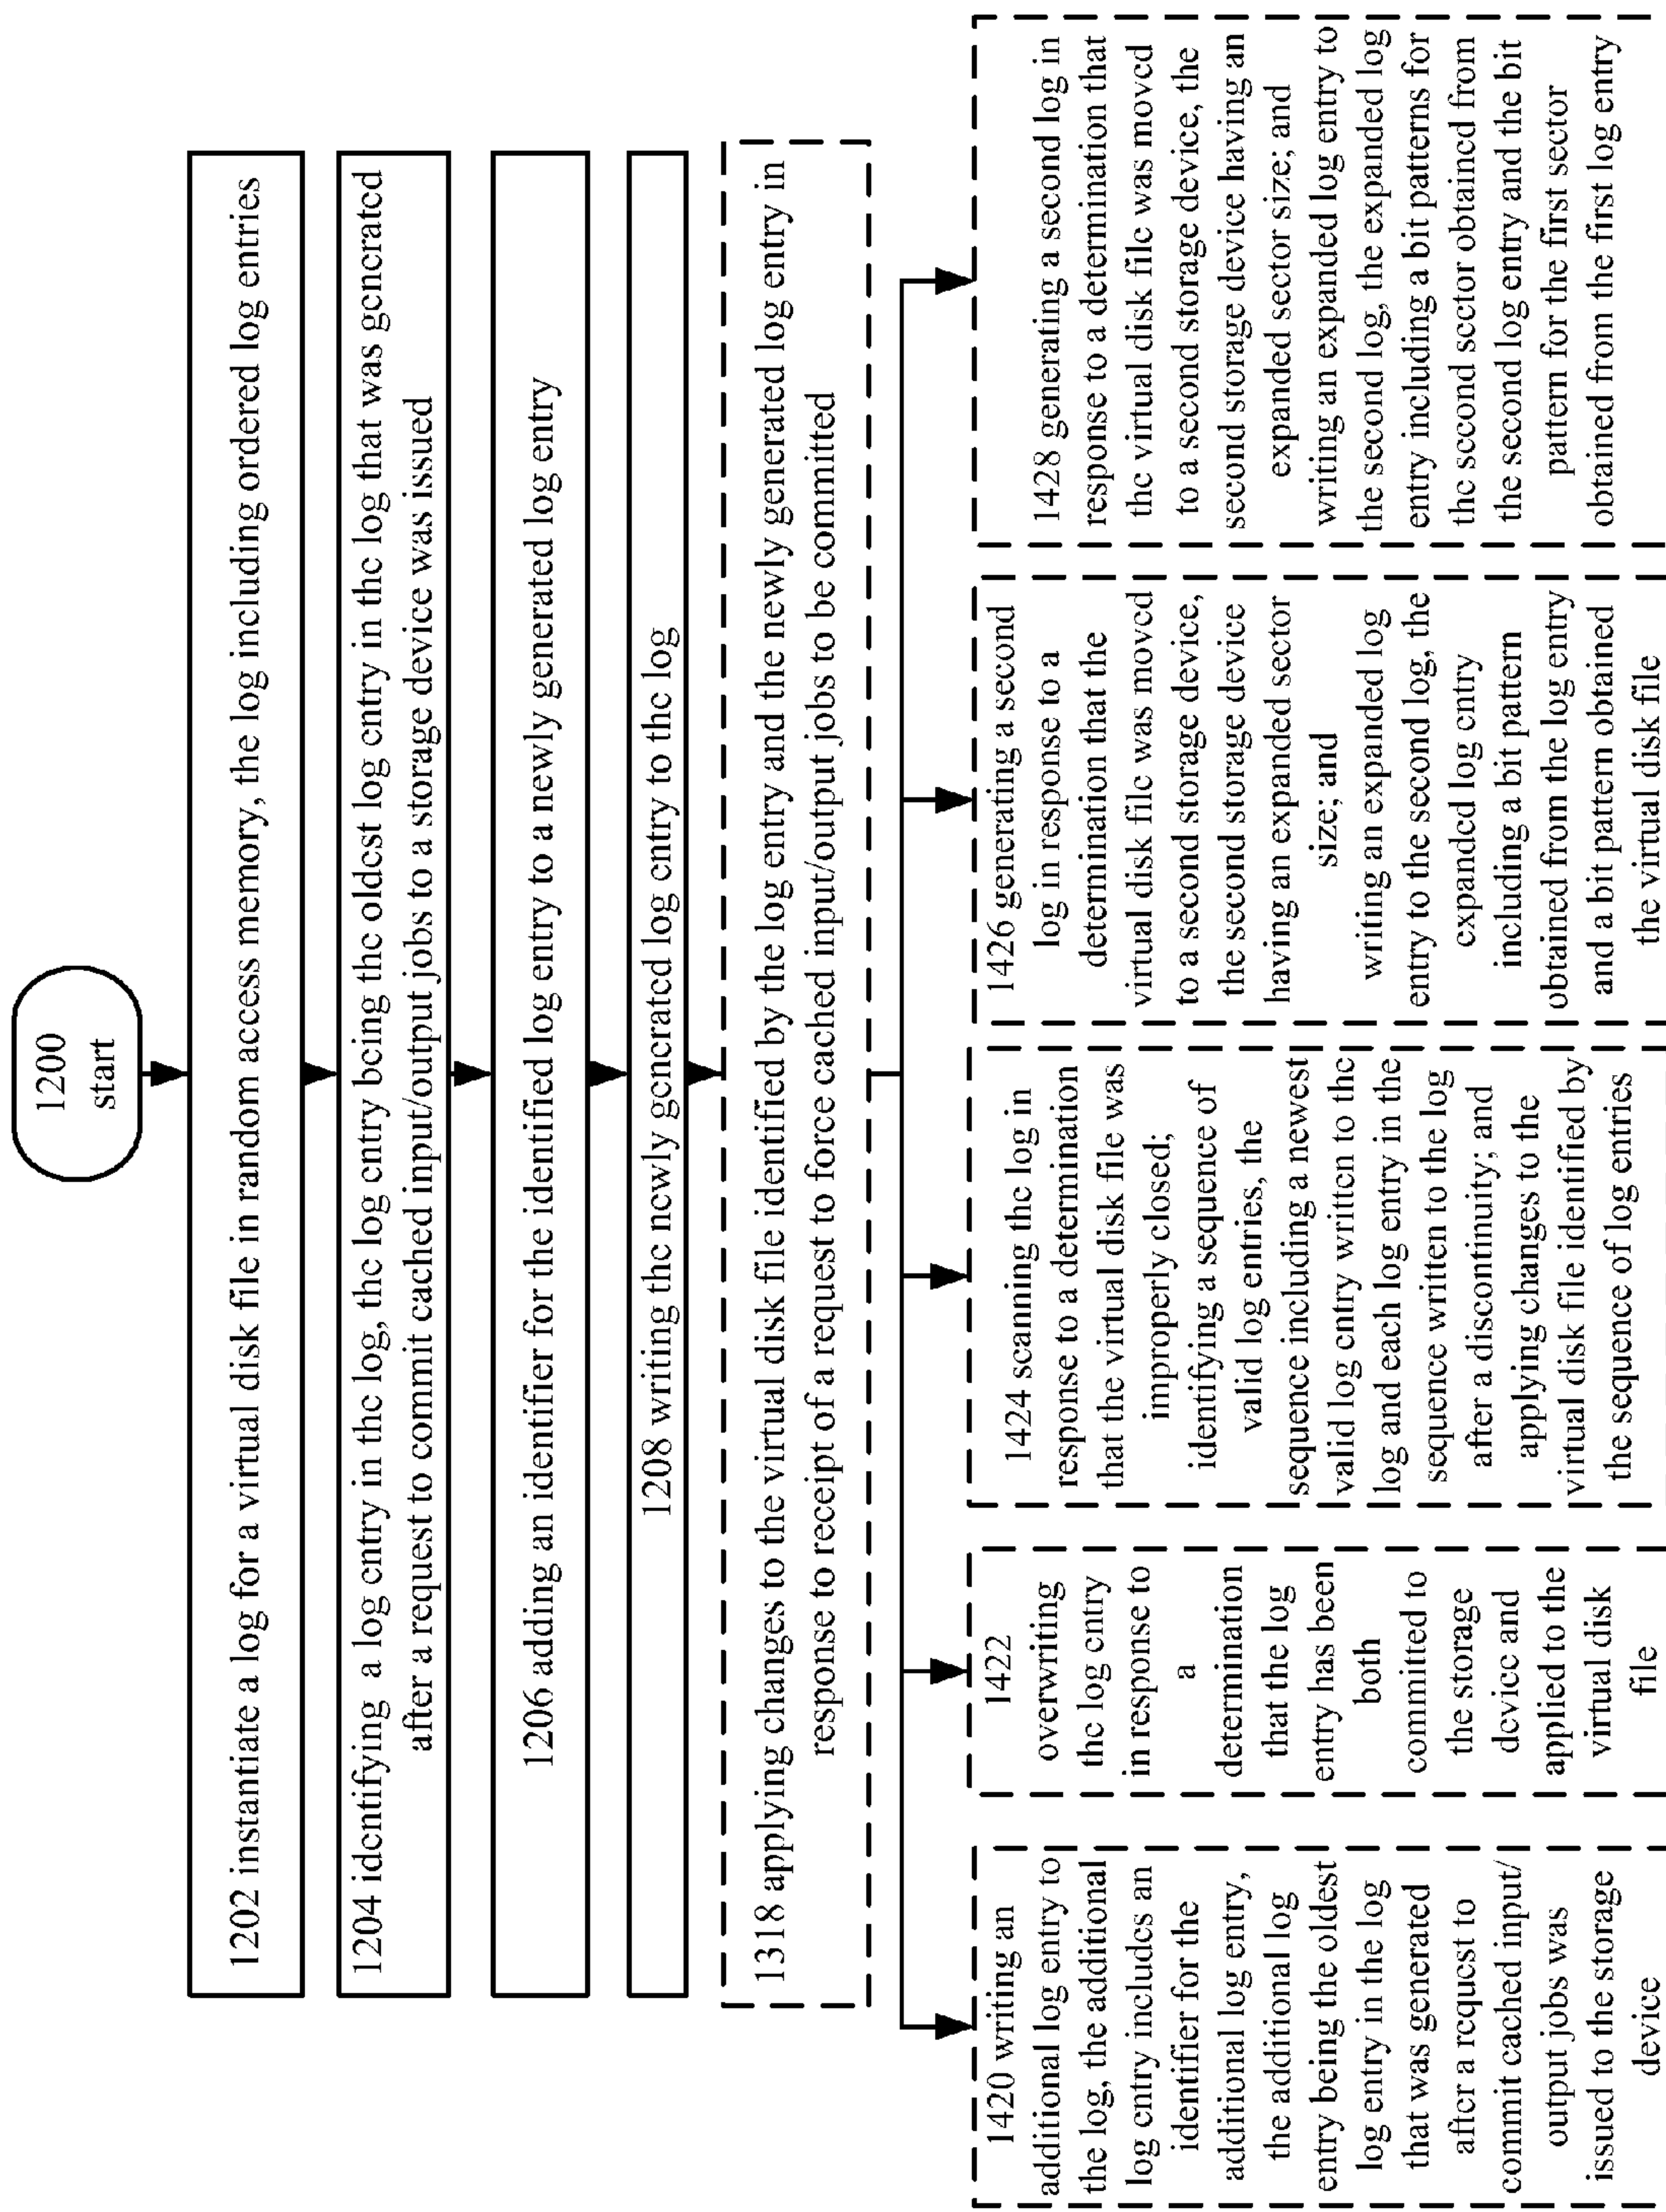 1200
start
1202 instantiate a log for a virtual disk file in random access memory, the log including ordered log entries
1204 identifying a log entry in the log, the log entry being the oldest log entry in the log that was generated
after a request to commit cached input/output jobs to a storage device was issued
1206 adding an identifier for the identified log entry to a newly generated log entry
1208 writing the newly generated log entry to the log
1318 applying changes to the virtual disk file identified by the log entry and the newly generated log entry in
response to receipt of a request to force cached input/output jobs to be committed
1420 writing an
additional log entry to
the log, the additional
log entry includes an
identifier for the
additional log entry,
the additional log
entry being the oldest
log entry in the log
that was generated
after a request to
commit cached input/
output jobs was
issued to the storage
device
1422
overwriting
the log entry
in response to
a
determination
that the log
entry has been
both
committed to
the storage
device and
applied to the
virtual disk
file
1424 scanning the log in
response to a determination
that the virtual disk file was
improperly closed;
identifying a sequence of
valid log entries, the
sequence including a newest
valid log entry written to the
log and each log entry in the
sequence written to the log
after a discontinuity; and
applying changes to the
virtual disk file identified by
the sequence of log entries
1426 generating a second
log in response to a
determination that the
virtual disk file was moved
to a second storage device,
the second storage device
having an expanded sector
size; and
writing an expanded log
entry to the second log, the
expanded log entry
including a bit pattern
obtained from the log entry
and a bit pattern obtained
the virtual disk file
1428 generating a second log in
response to a determination that
the virtual disk file was moved
to a second storage device, the
second storage device having an
expanded sector size; and
writing an expanded log entry to
the second log, the expanded log
entry including a bit patterns for
the second sector obtained from
the second log entry and the bit
pattern for the first sector
obtained from the first log entry